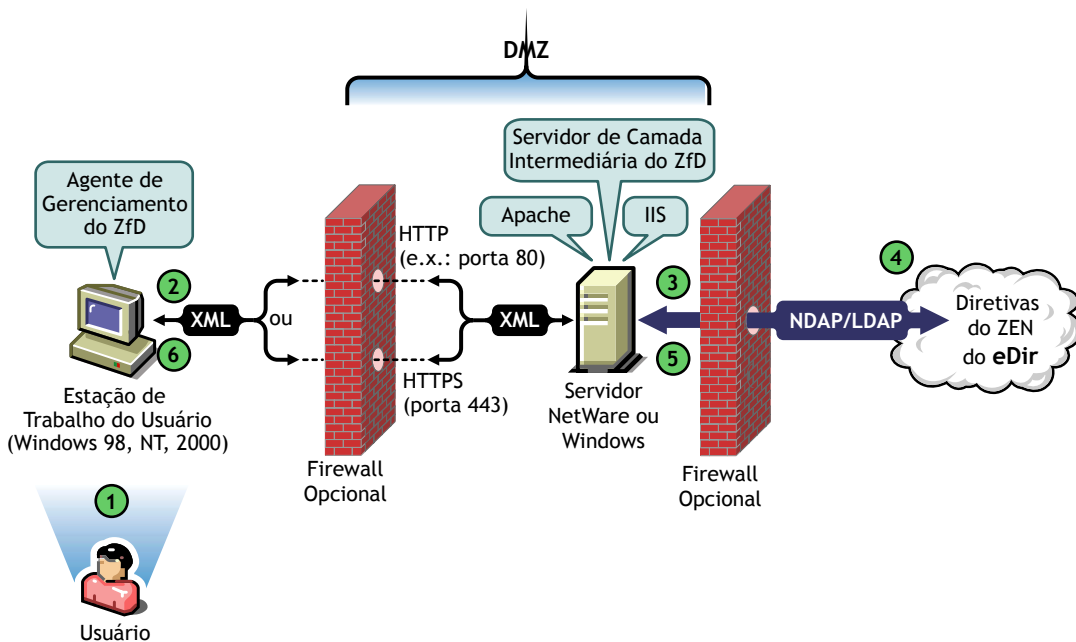 DMZ
Servidor de Camada
Intermediária do ZfD
Agente de
Gerenciamento
do ZfD
Apache
IIS
HTTP
(e.x.: porta 80)
2
3
4
XML
ou
XML
NDAP/LDAP
Diretivas
do ZEN
do eDir
6
5
HTTPS
(porta 443)
Estação de
Trabalho do Usuário
(Windows 98, NT, 2000)
Servidor
NetWare ou
Windows
Firewall
Opcional
Firewall
Opcional
1
Usuário